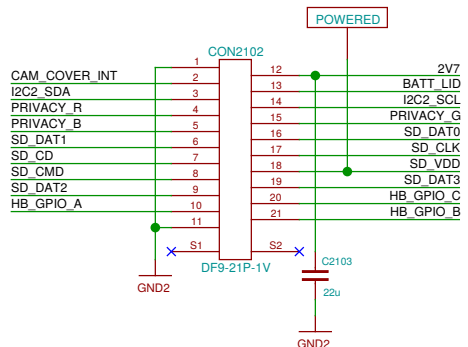 POWERED
CON2102
1
12 2V7
CAM_COVER_INT 2
13 BATT_LID
I2C2_SDA 3
14 I2C2_SCL
PRIVACY_R 4
15 PRIVACY_G
PRIVACY_B 5
16 SD_DAT0
SD_DAT1 6
17 SD_CLK
SD_CD 7
18 SD_VDD
SD_CMD 8
19 SD_DAT3
SD_DAT2 9
20 HB_GPIO_C
HB_GPIO_A 10
21 HB_GPIO_B
11
S1
S2
DF9-21P-1V
C2103
22u
GND2
GND2